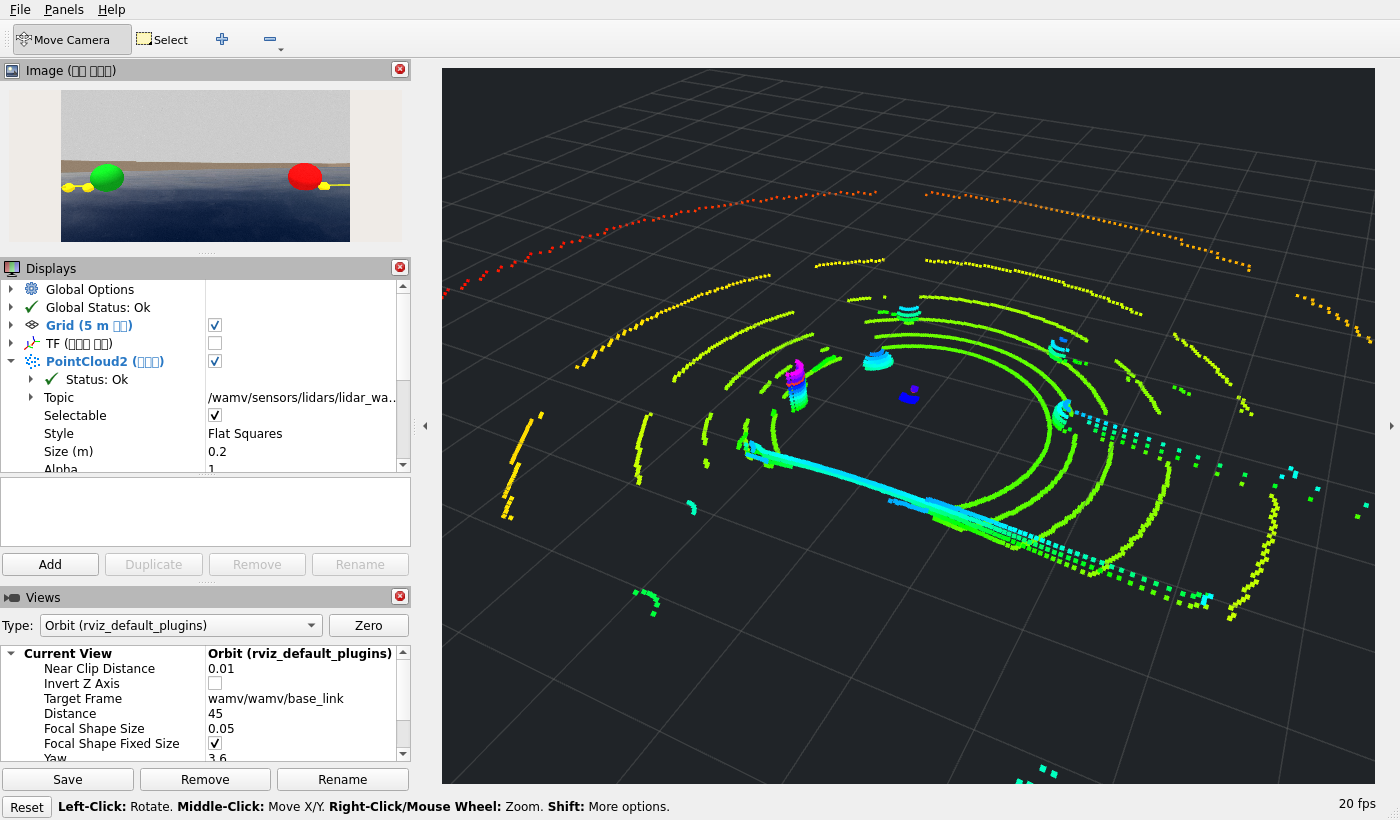 File Panels Help
Move Camera Select
Image (
Displays
Global Options
Global Status: Ok
Grid (5 m
TF (
PointCloud2 (
Status: Ok
Topic /wamv/sensors/lidars/lidar_wa..
Selectable
Style Flat Squares
Size (m) 0.2
Alpha 1
Add Duplicate Remove Rename
Views
Type: Orbit (rviz_default_plugins) Zero
Current View Orbit (rviz_default_plugins)
Near Clip Distance 0.01
Invert Z Axis
Target Frame wamv/wamv/base_link
Distance 45
Focal Shape Size 0.05
Focal Shape Fixed Size
Yaw 3.6
Save Remove Rename
Reset Left-Click: Rotate. Middle-Click: Move X/Y. Right-Click/Mouse Wheel: Zoom. Shift: More options. 20 fps